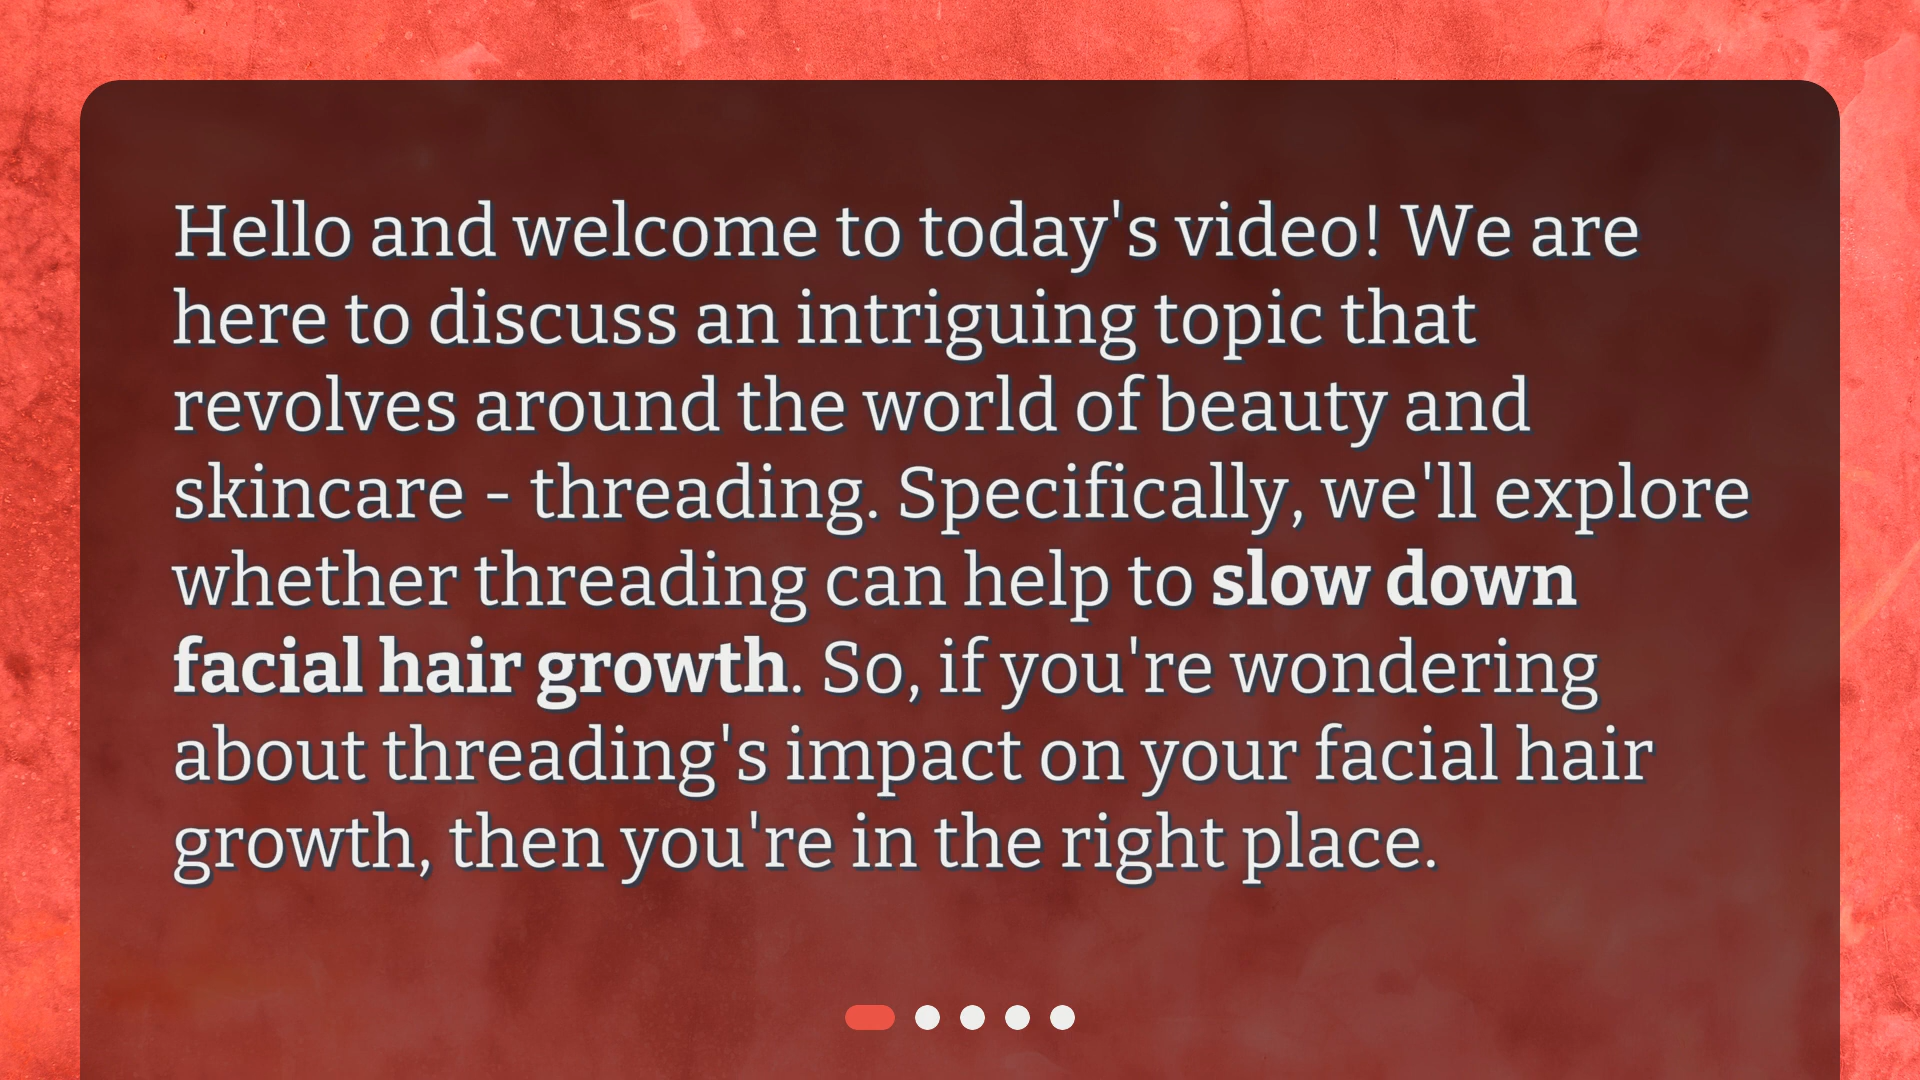 Hello and welcome to today's video! We are
here to discuss an intriguing topic that
revolves around the world of beauty and
skincare - threading. Specifically, we'll explore
whether threading can help to slow down
facial hair growth. So, if you're wondering
about threading's impact on your facial hair
growth, then you're in the right place.